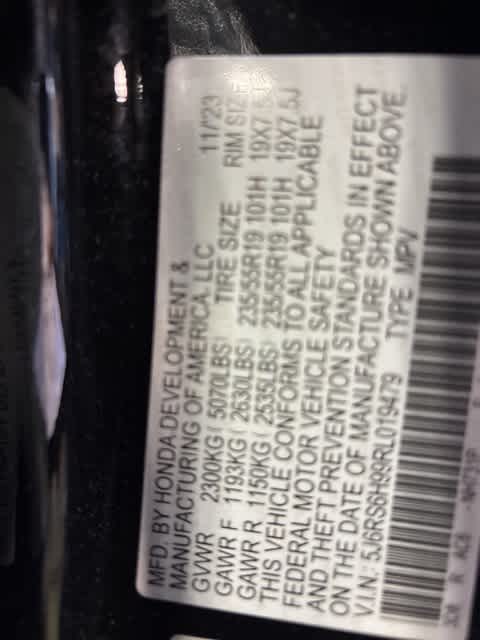 MFD. BY HONDA DEVELOPMENT &
MANUFACTURING OF AMERICA, LLC 11/23
GVWR 2300KG ( 5070LBS) TIRE SIZE RIM SIZE
GAWR F 1193KG ( 2630LBS) 235/55R19 101H 19X7.5J
GAWR R 1150KG ( 2535LBS) 235/55R19 101H 19X7.5J
THIS VEHICLE CONFORMS TO ALL APPLICABLE
FEDERAL MOTOR VEHICLE SAFETY
AND THEFT PREVENTION STANDARDS IN EFFECT
ON THE DATE OF MANUFACTURE SHOWN ABOVE.
V.I.N.: 5J6RS6H99RL019479 TYPE MPV